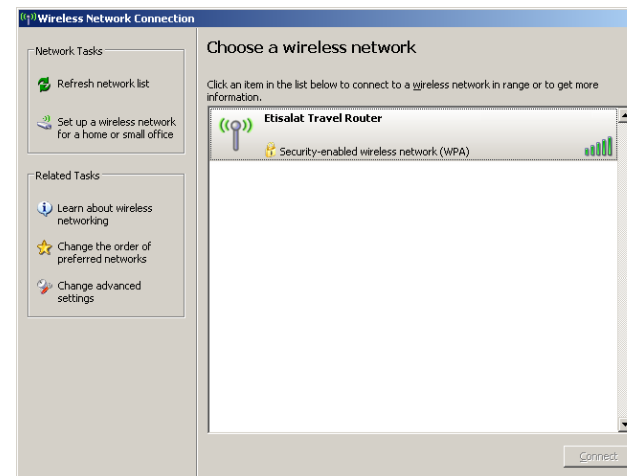 Wireless Network Connection
Network Tasks
Refresh network list
Set up a wireless network
for a home or small office
Related Tasks
Learn about wireless
networking
Change the order of
preferred networks
Change advanced
settings
Choose a wireless network
Click an item in the list below to connect to a wireless network in range or to get more
information.
Etisalat Travel Router
Security-enabled wireless network (WPA)
Connect